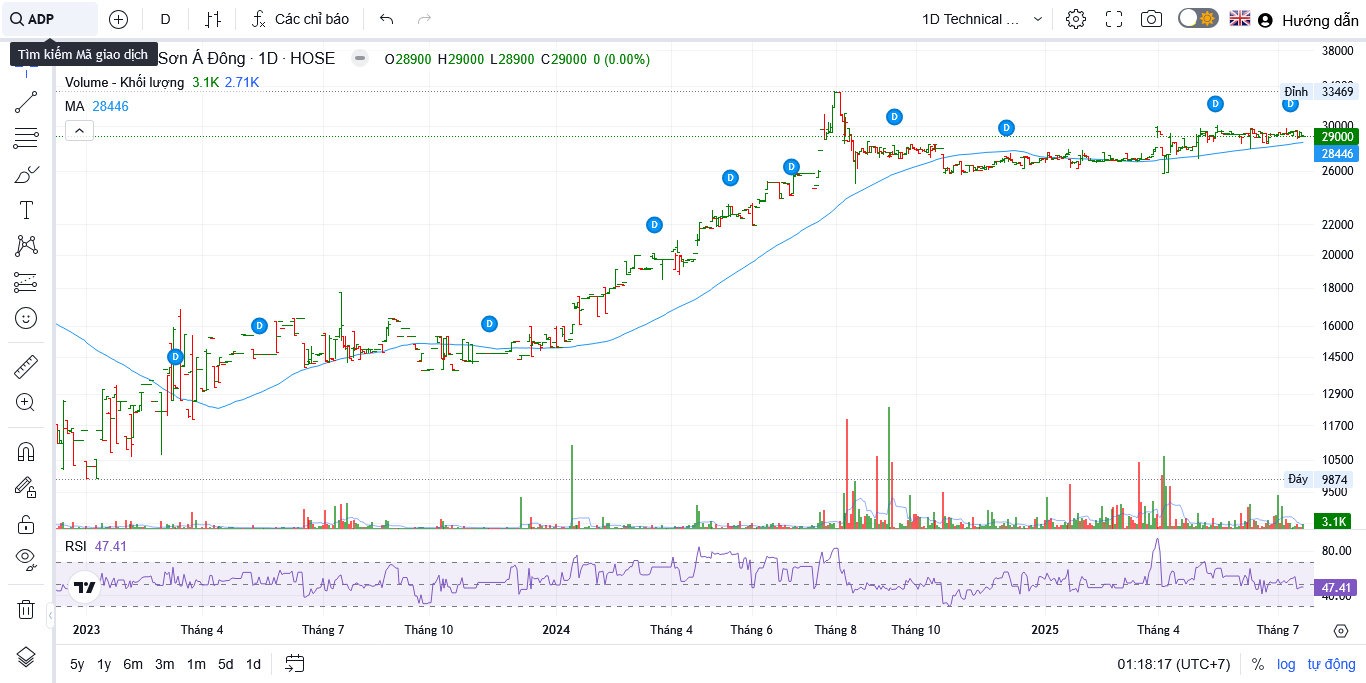 ADP
D
Các chỉ báo
1D Technical ...
Hướng dẫn
Tìm kiếm Mã giao dịch
Sơn Á Đông · 1D · HOSE
O28900 H29000 L28900 C29000 0 (0.00%)
Volume - Khối lượng 3.1K 2.71K
MA 28446
38000
Đỉnh 33469
30000
29000
28446
26000
22000
20000
18000
16000
14500
12900
11700
10500
Đáy 9874
9500
3.1K
D
D
D
D
D
D
D
D
D
D
RSI 47.41
80.00
47.41
40.00
2023
Tháng 4
Tháng 7
Tháng 10
2024
Tháng 4
Tháng 6
Tháng 8
Tháng 10
2025
Tháng 4
Tháng 7
5y 1y 6m 3m 1m 5d 1d
01:18:17 (UTC+7)
% log tự động